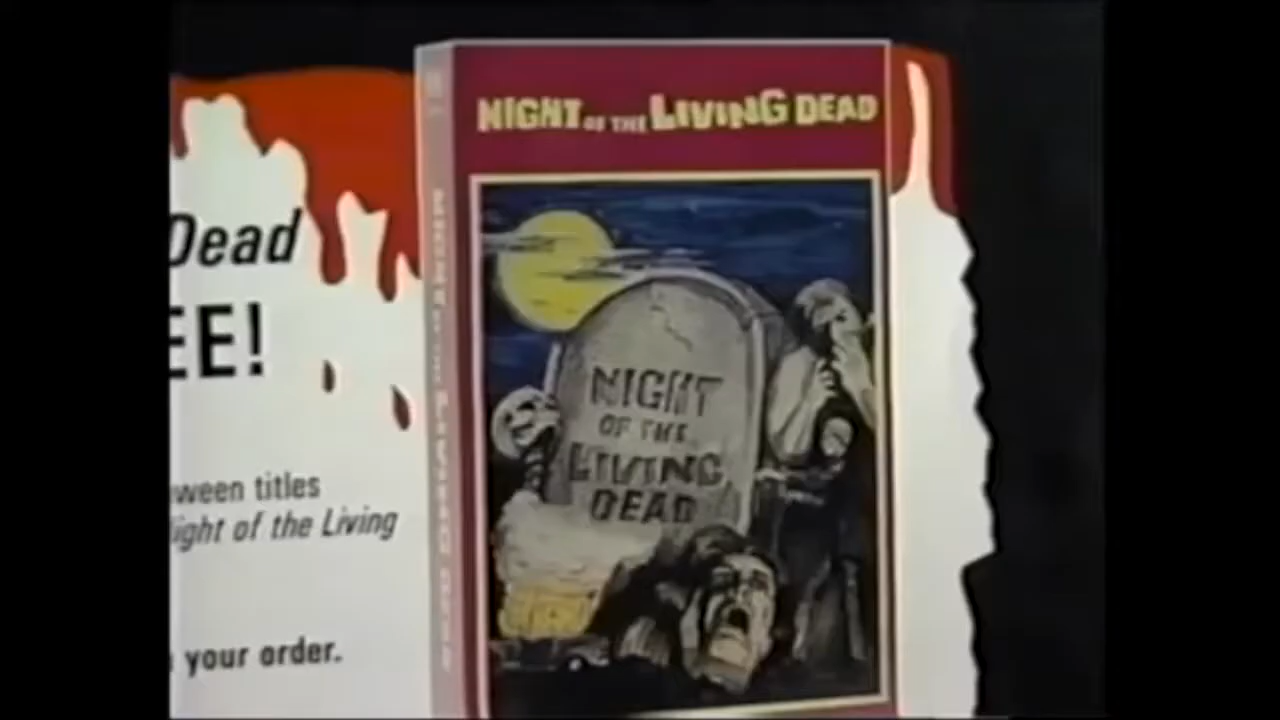 Dead
EE!
ween titles
ight of the Living
your order.
NIGHT OF THE LIVING DEAD
NIGHT OF THE LIVING DEAD
NIGHT
OF THE
LIVING
DEAD